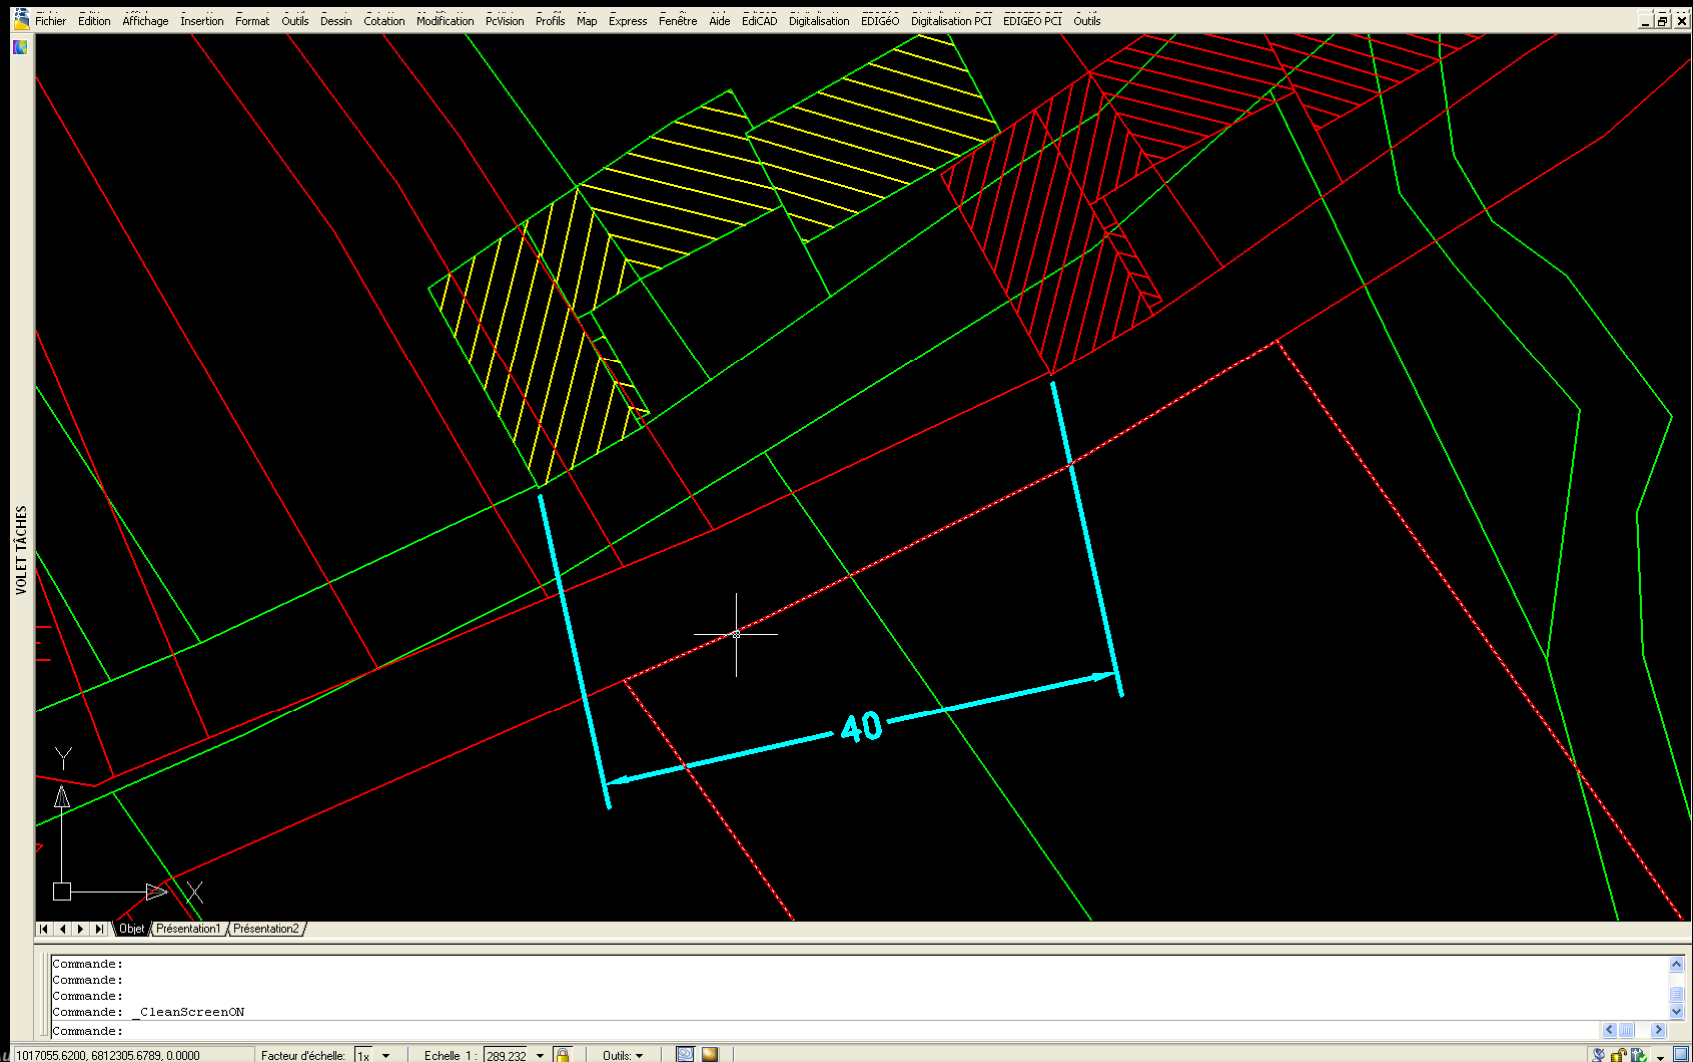 Fichier Edition Affichage Insertion Format Outils Dessin Cotation Modification PcVision Profils Map Express Fenêtre Aide EdiCAD Digitalisation EDIGéO Digitalisation PCI EDIGEO PCI Outils
VOLET TÂCHES
40
Y
X
Objet Présentation1 Présentation2
Commande:
Commande:
Commande:
Commande: _CleanScreenON
Commande:
1017055.6200, 6812305.6789, 0.0000 Facteur d'échelle: 1x Echelle 1: 289.232 Outils: